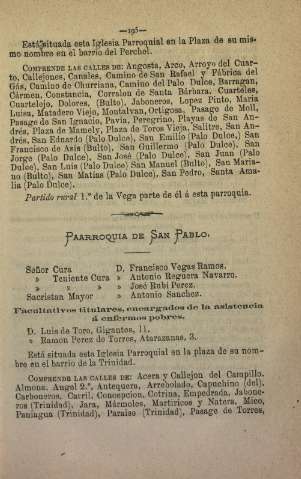 —195—
Está situada esta Iglesia Parroquial en la Plaza de su mis-
mo nombre en el barrio del Perchel.
COMPRENDE LAS CALLES DE: Angosta, Arco, Arroyo del Cuar-
to, Callejones, Canales, Camino de San Rafael y Fábrica del
Gás, Camino de Churriana, Camino del Palo Dulce, Barragan,
Cármen, Constancia, Corralon de Santa Bárbara, Cuarteles,
Cuartelejo, Dolores, (Bulto), Jaboneros, Lopez Pinto, Maria
Luisa, Matadero Viejo, Montalvan, Ortigosa, Pasage de Moll,
Pasage de San Ignacio, Pavia, Peregrino, Playas de San An-
drés, Plaza de Mamely, Plaza de Toros Vieja, Salitre, San An-
drés, San Eduardo (Palo Dulce), San Emilio (Palo Dulce), San
Francisco de Asis (Bulto), San Guillermo (Palo Dulce), San
Jorge (Palo Dulce), San José (Palo Dulce), San Juan (Palo
Dulce), San Luis (Palo Dulce), San Manuel (Bulto), San Maria-
no (Bulto), San Matías (Palo Dulce), San Pedro, Santa Ama-
lia (Palo Dulce).
Partido rural 1.º de la Vega parte de él á esta parroquia.
PAARROQUIA DE SAN PABLO.
Señor Cura D. Francisco Vegas Ramos.
» Teniente Cura » Antonio Reguera Navarro.
» » » » José Rubi Perez.
Sacristan Mayor » Antonio Sanchez.
Facultativos titulares, encargados de la asistencia
á enfermos pobres.
D. Luis de Toro, Gigantes, 11.
» Ramon Perez de Torres, Atarazanas, 3.
Está situada esta Iglesia Parroquial en la plaza de su nom-
bre en el barrio de la Trinidad.
COMPRENDE LAS CALLES DE: Acera y Callejon del Campillo,
Almona, Angel 2.º, Antequera, Arrebolado, Capuchino (del),
Carboneros, Carril, Concepcion, Cotrina, Empedrada, Jabone-
ros (Trinidad), Jara, Mármoles, Martiricos y Natera, Mico,
Paniagua (Trinidad), Paraiso (Trinidad), Pasage de Torres,